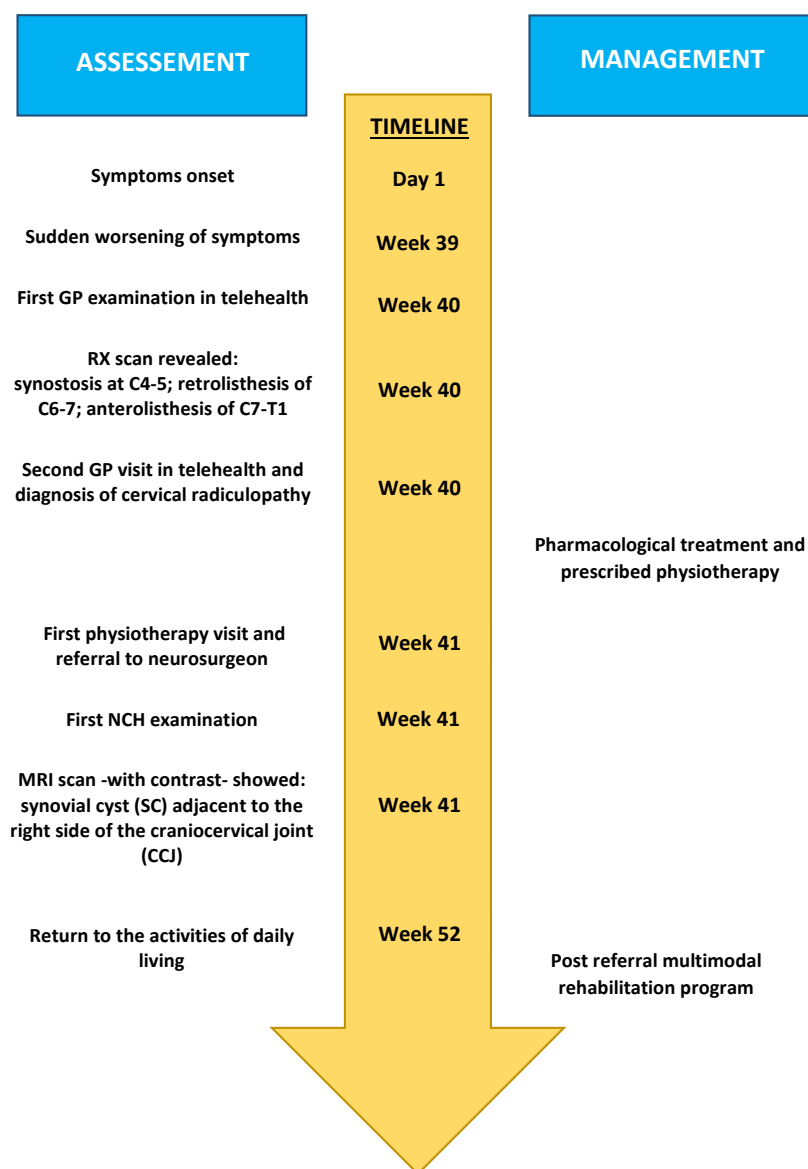 ASSESSEMENT
MANAGEMENT
TIMELINE
Symptoms onset
Day 1
Sudden worsening of symptoms
Week 39
First GP examination in telehealth
Week 40
RX scan revealed:
synostosis at C4-5; retrolisthesis of
C6-7; anterolisthesis of C7-T1
Week 40
Second GP visit in telehealth and
diagnosis of cervical radiculopathy
Week 40
Pharmacological treatment and
prescribed physiotherapy
First physiotherapy visit and
referral to neurosurgeon
Week 41
First NCH examination
Week 41
MRI scan -with contrast- showed:
synovial cyst (SC) adjacent to the
right side of the craniocervical joint
(CCJ)
Week 41
Return to the activities of daily
living
Week 52
Post referral multimodal
rehabilitation program